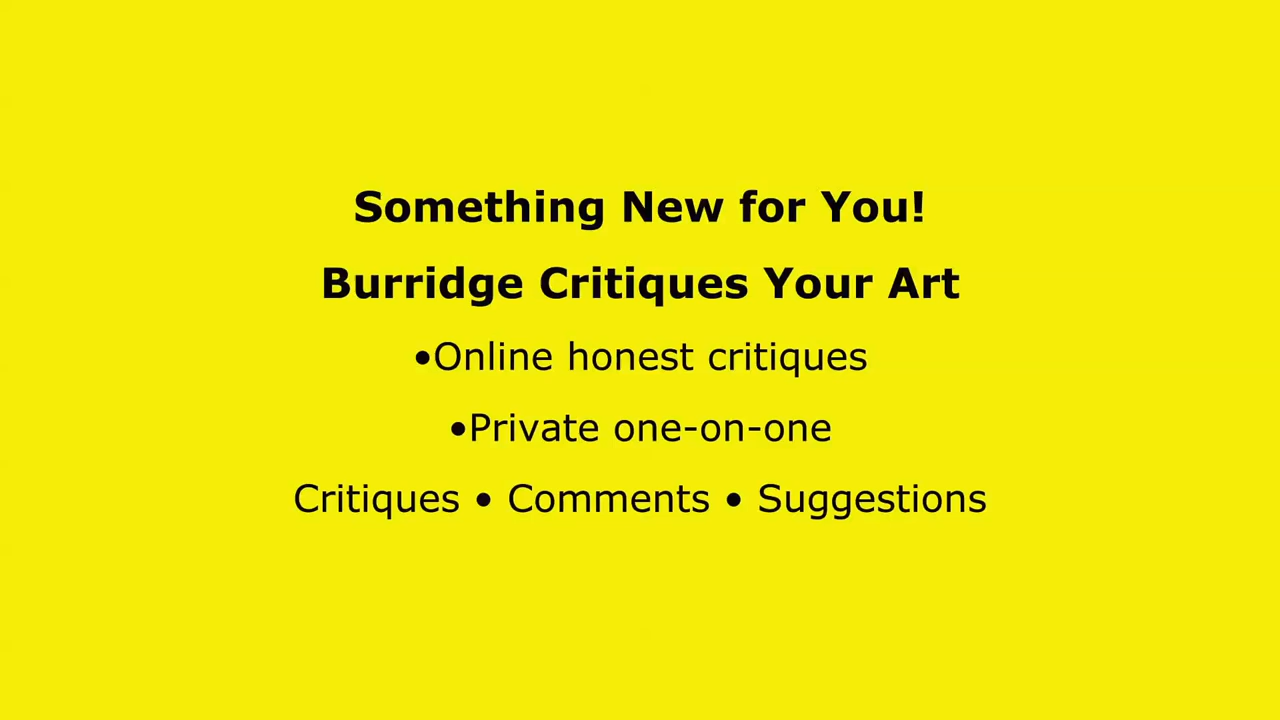 Something New for You!
Burridge Critiques Your Art
•Online honest critiques
•Private one-on-one
Critiques • Comments • Suggestions